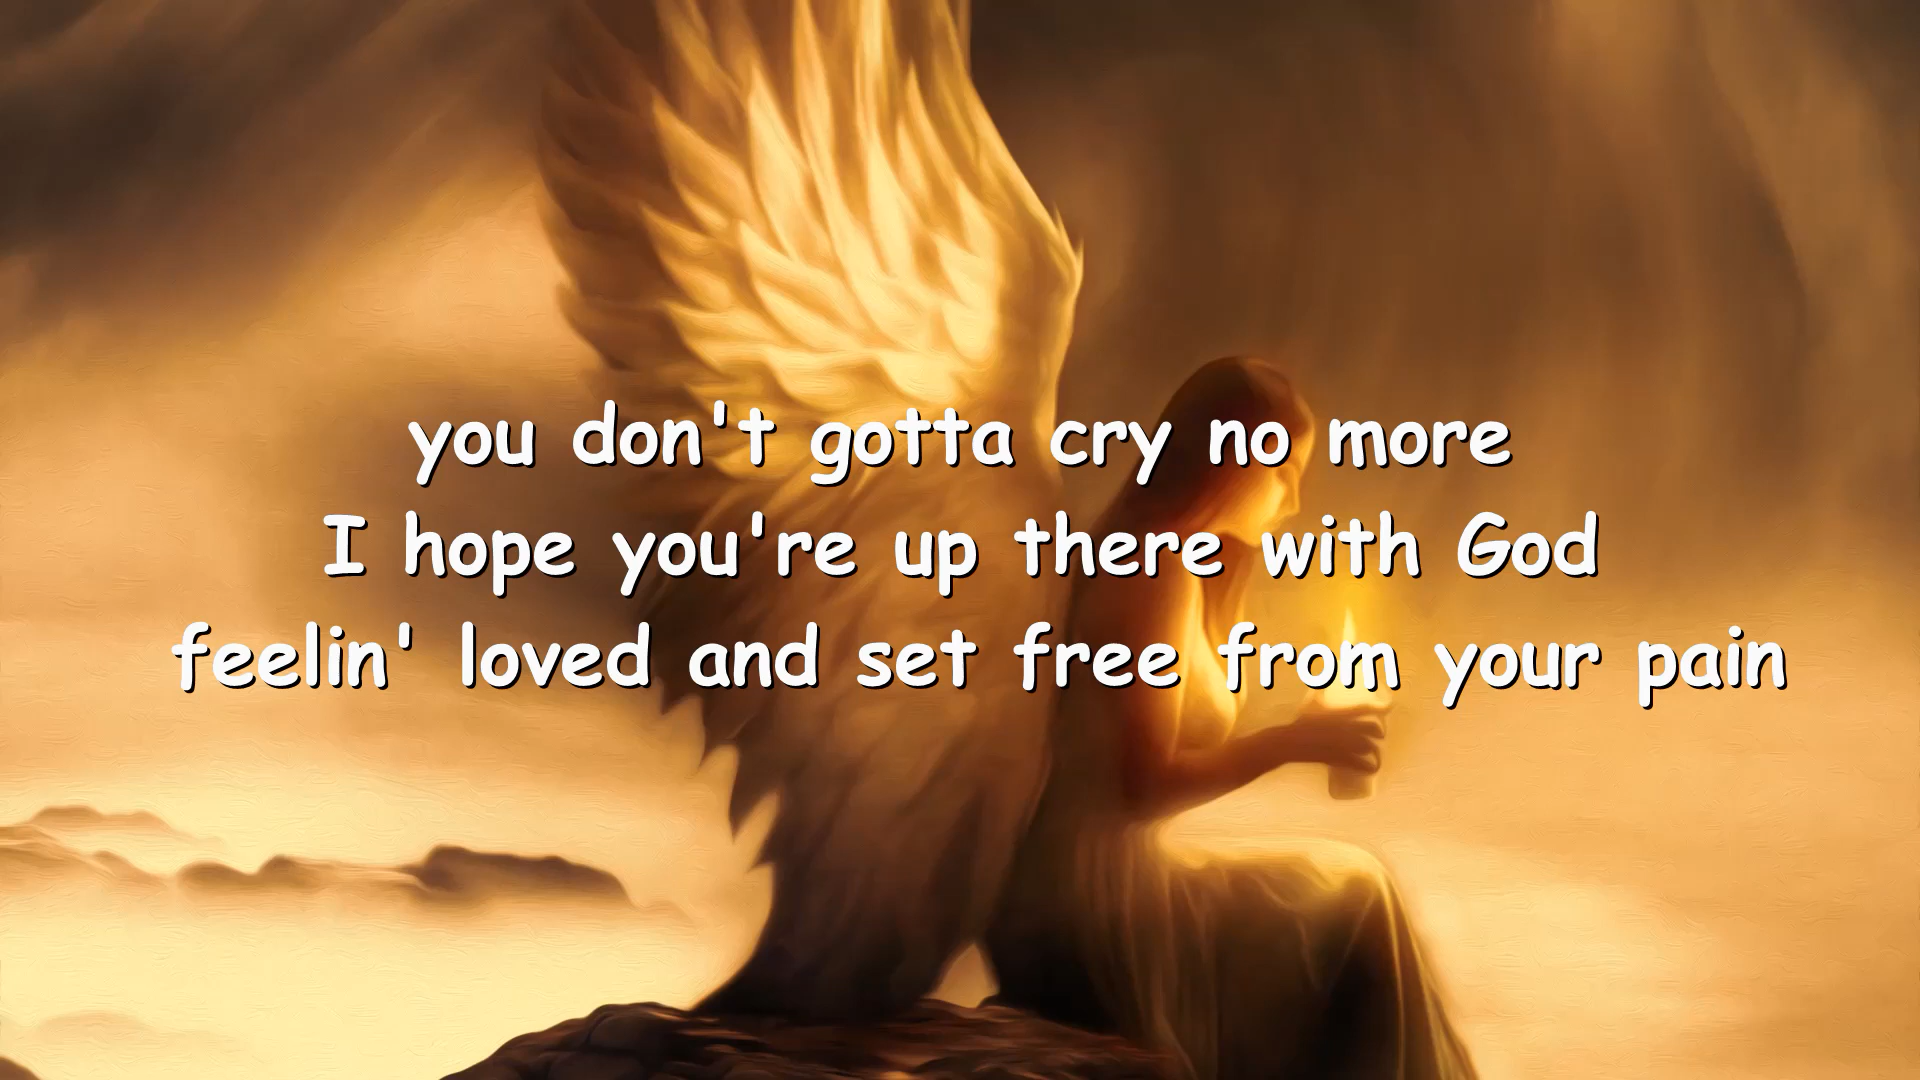 you don't gotta cry no more
I hope you're up there with God
feelin' loved and set free from your pain